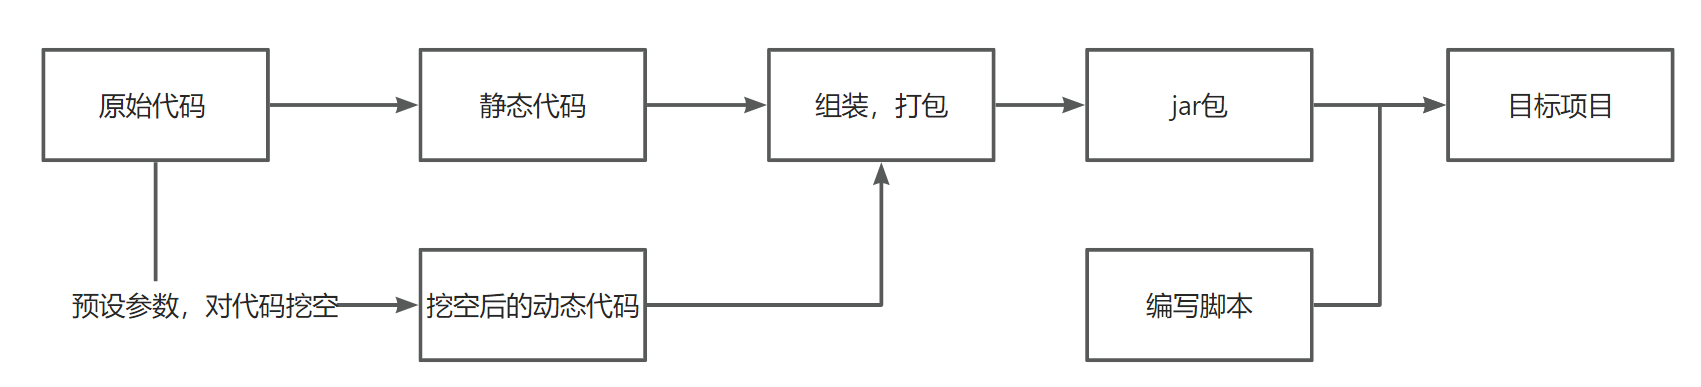 原始代码
静态代码
组装，打包
jar包
目标项目
预设参数，对代码挖空
挖空后的动态代码
编写脚本